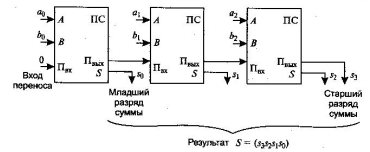 a₀ A ПС a₁ A ПС a₂ A ПС
b₀ B b₁ B b₂ B
0 Пвх Пвых Пвх Пвых Пвх Пвых
S S S
s₀ s₁ s₂ s₃
Вход
переноса
Младший
разряд
суммы
Старший
разряд
суммы
Результат S = (s₃s₂s₁s₀)